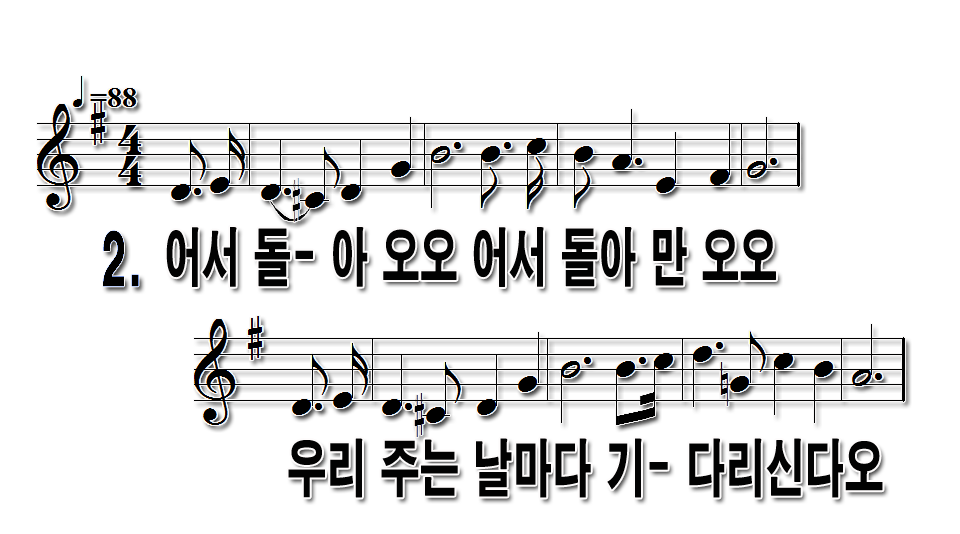 =88
2. 어서 돌- 아 오오 어서 돌아 만 오오
우리 주는 날마다 기- 다리신다오